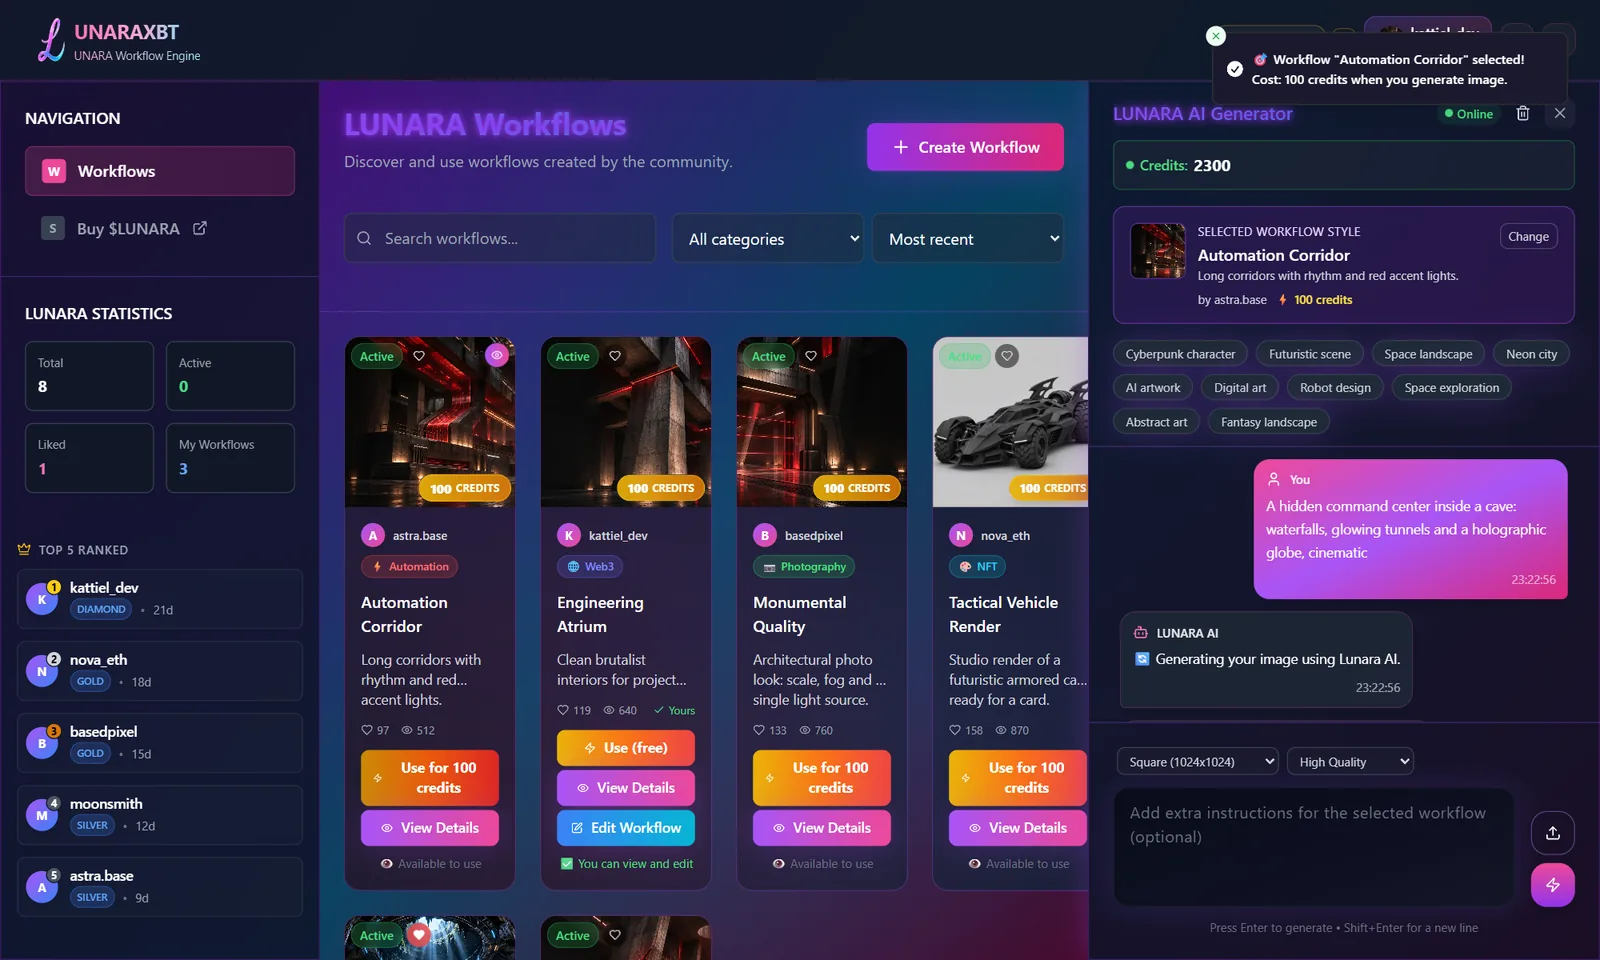 UNARAXBT
UNARA Workflow Engine
kattiel_dev
Workflow "Automation Corridor" selected!
Cost: 100 credits when you generate image.
NAVIGATION
W Workflows
S Buy $LUNARA
LUNARA STATISTICS
Total
8
Active
0
Liked
1
My Workflows
3
TOP 5 RANKED
K 1 kattiel_dev
DIAMOND • 21d
N 2 nova_eth
GOLD • 18d
B 3 basedpixel
GOLD • 15d
M 4 moonsmith
SILVER • 12d
A 5 astra.base
SILVER • 9d
LUNARA Workflows
Discover and use workflows created by the community.
Create Workflow
Search workflows...
All categories
Most recent
Active
100 CREDITS
A astra.base
Automation
Automation
Corridor
Long corridors with
rhythm and red...
accent lights.
97 512
Use for 100
credits
View Details
Available to use
Active
100 CREDITS
K kattiel_dev
Web3
Engineering
Atrium
Clean brutalist
interiors for project...
119 640 Yours
Use (free)
View Details
Edit Workflow
You can view and edit
Active
100 CREDITS
B basedpixel
Photography
Monumental
Quality
Architectural photo
look: scale, fog and ...
single light source.
133 760
Use for 100
credits
View Details
Available to use
Active
100 CREDITS
N nova_eth
NFT
Tactical Vehicle
Render
Studio render of a
futuristic armored ca...
ready for a card.
158 870
Use for 100
credits
View Details
Available to use
Active
Active
LUNARA AI Generator
Online
Credits: 2300
SELECTED WORKFLOW STYLE
Automation Corridor
Long corridors with rhythm and red accent lights.
by astra.base 100 credits
Change
Cyberpunk character
Futuristic scene
Space landscape
Neon city
AI artwork
Digital art
Robot design
Space exploration
Abstract art
Fantasy landscape
You
A hidden command center inside a cave:
waterfalls, glowing tunnels and a holographic
globe, cinematic
23:22:56
LUNARA AI
Generating your image using Lunara AI.
23:22:56
Square (1024x1024)
High Quality
Add extra instructions for the selected workflow
(optional)
Press Enter to generate • Shift+Enter for a new line